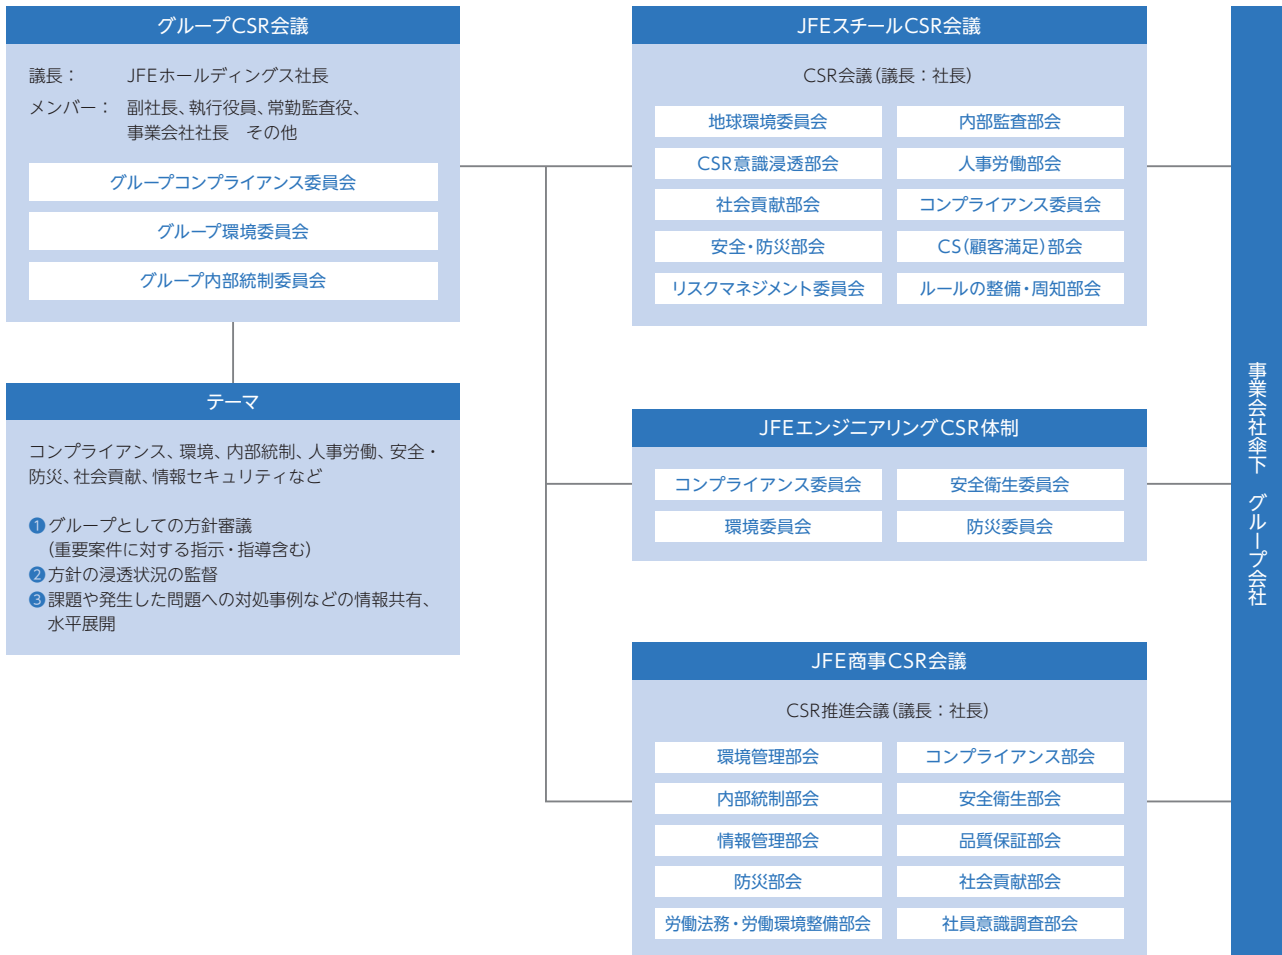 グループCSR会議
議長： JFEホールディングス社長
メンバー： 副社長、執行役員、常勤監査役、
事業会社社長　その他
グループコンプライアンス委員会
グループ環境委員会
グループ内部統制委員会
テーマ
コンプライアンス、環境、内部統制、人事労働、安全・
防災、社会貢献、情報セキュリティなど
❶グループとしての方針審議
(重要案件に対する指示・指導含む)
❷方針の浸透状況の監督
❸課題や発生した問題への対処事例などの情報共有、
水平展開
JFEスチールCSR会議
CSR会議(議長：社長)
地球環境委員会 内部監査部会
CSR意識浸透部会 人事労働部会
社会貢献部会 コンプライアンス委員会
安全・防災部会 CS(顧客満足)部会
リスクマネジメント委員会 ルールの整備・周知部会
JFEエンジニアリングCSR体制
コンプライアンス委員会 安全衛生委員会
環境委員会 防災委員会
JFE商事CSR会議
CSR推進会議(議長：社長)
環境管理部会 コンプライアンス部会
内部統制部会 安全衛生部会
情報管理部会 品質保証部会
防災部会 社会貢献部会
労働法務・労働環境整備部会 社員意識調査部会
事業会社傘下　グループ会社